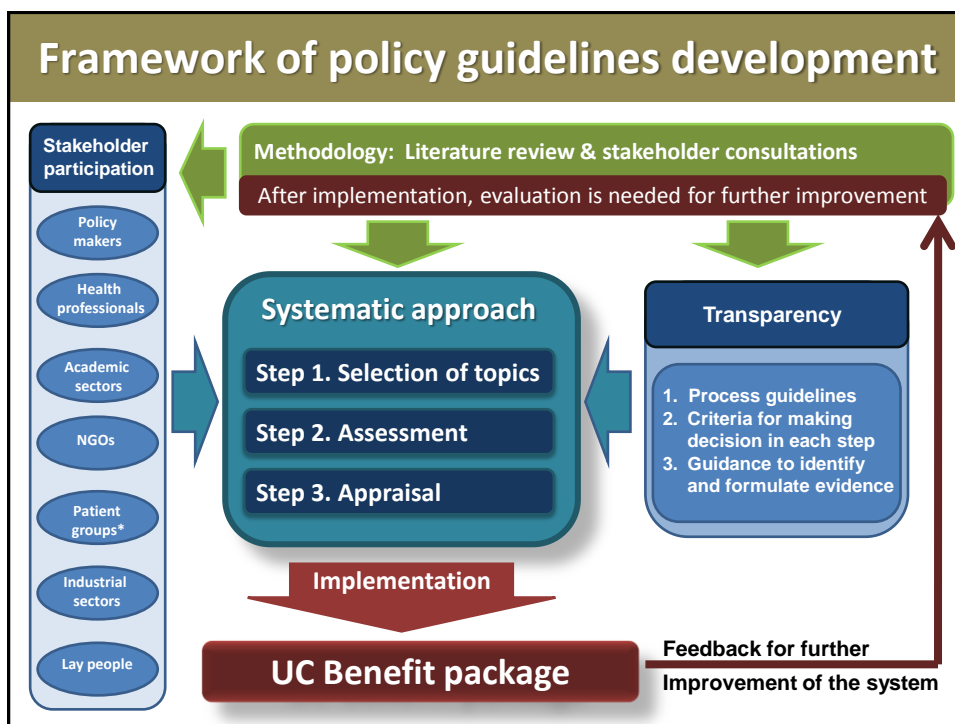 Framework of policy guidelines development
Stakeholder
participation
Policy
makers
Health
professionals
Academic
sectors
NGOs
Patient
groups*
Industrial
sectors
Lay people
Methodology: Literature review & stakeholder consultations
After implementation, evaluation is needed for further improvement
Systematic approach
Step 1. Selection of topics
Step 2. Assessment
Step 3. Appraisal
Transparency
1. Process guidelines
2. Criteria for making
decision in each step
3. Guidance to identify
and formulate evidence
Implementation
UC Benefit package
Feedback for further
Improvement of the system